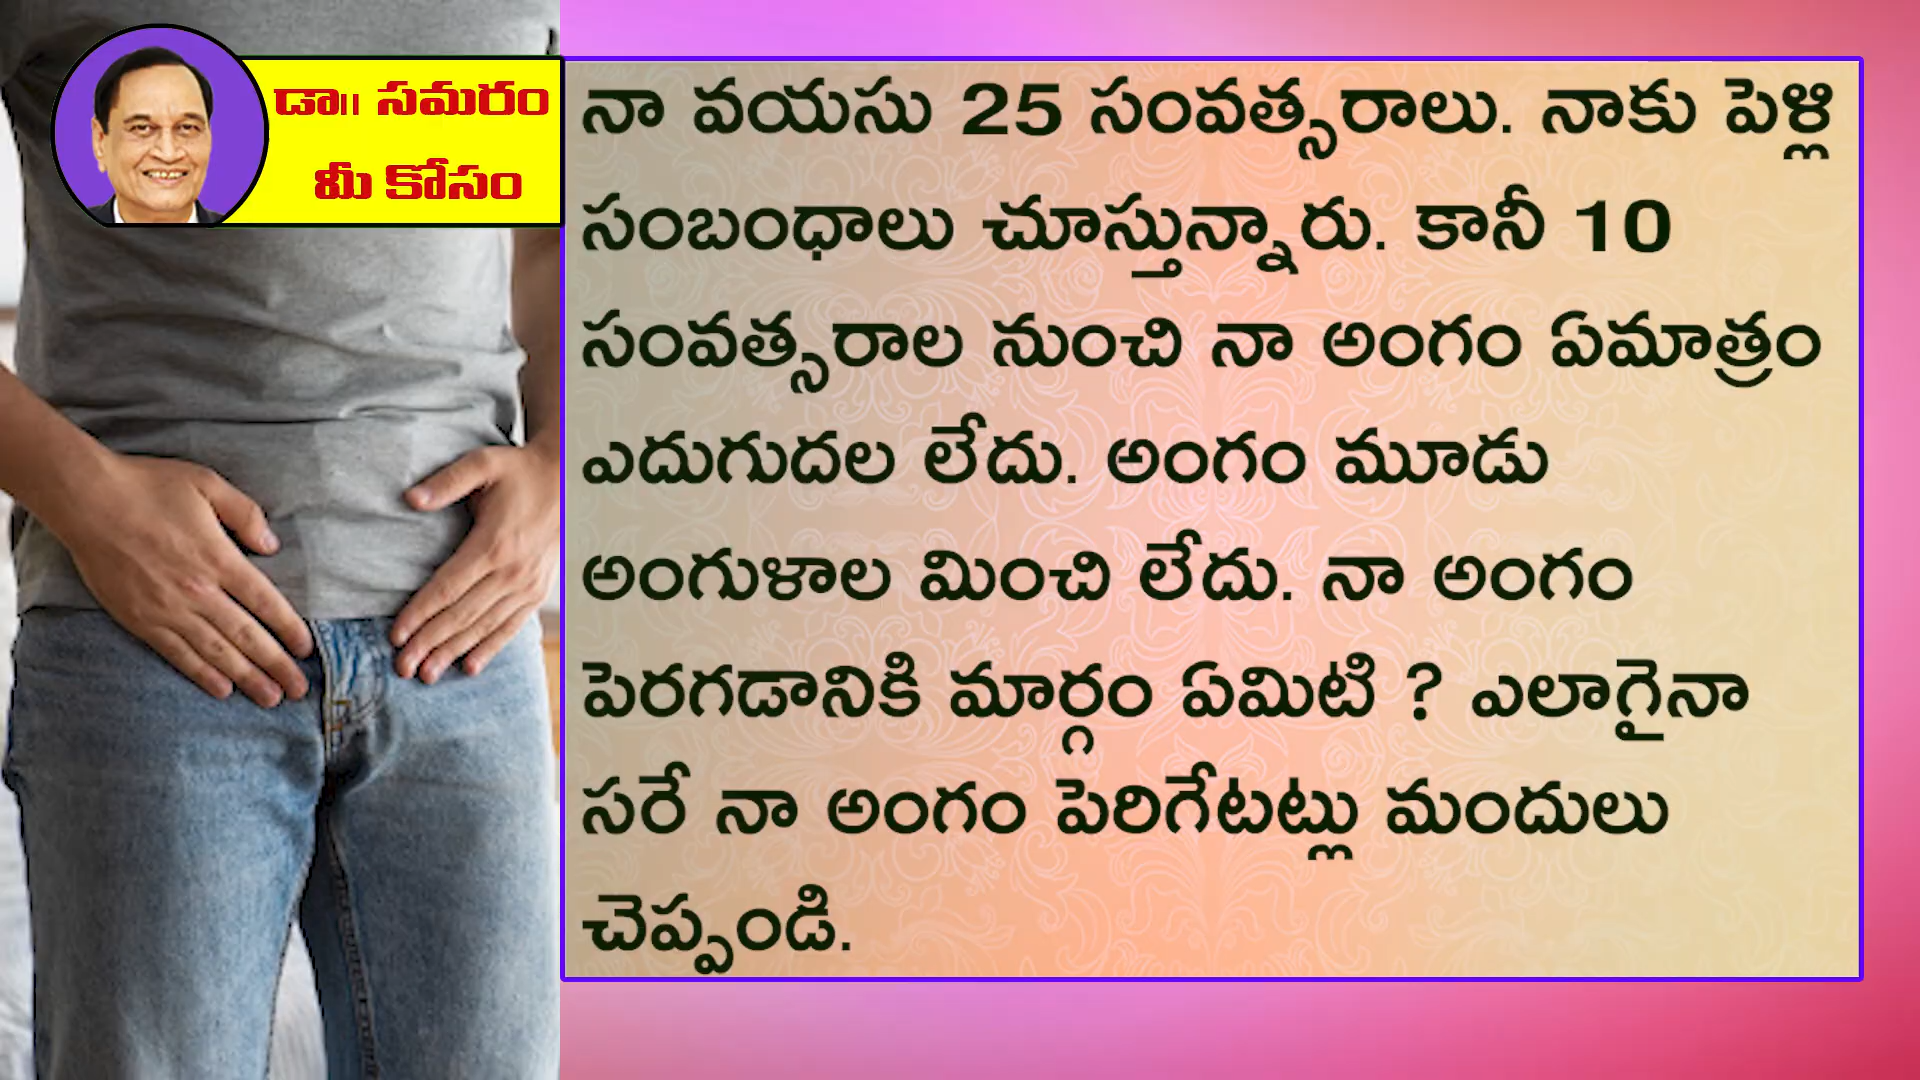 డా॥ సమరం
మీ కోసం
నా వయసు 25 సంవత్సరాలు. నాకు పెళ్లి
సంబంధాలు చూస్తున్నారు. కానీ 10
సంవత్సరాల నుంచి నా అంగం ఏమాత్రం
ఎదుగుదల లేదు. అంగం మూడు
అంగుళాల మించి లేదు. నా అంగం
పెరగడానికి మార్గం ఏమిటి ? ఎలాగైనా
సరే నా అంగం పెరిగేటట్లు మందులు
చెప్పండి.